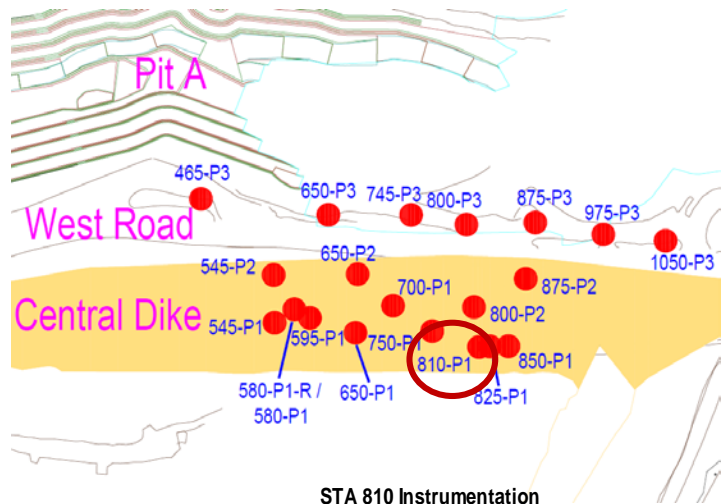 Pit A
465-P3
650-P3
745-P3
800-P3
875-P3
975-P3
1050-P3
West Road
545-P2
650-P2
700-P1
875-P2
Central Dike
800-P2
545-P1
595-P1
750-P1
810-P1
850-P1
580-P1-R /
580-P1
650-P1
825-P1
STA 810 Instrumentation